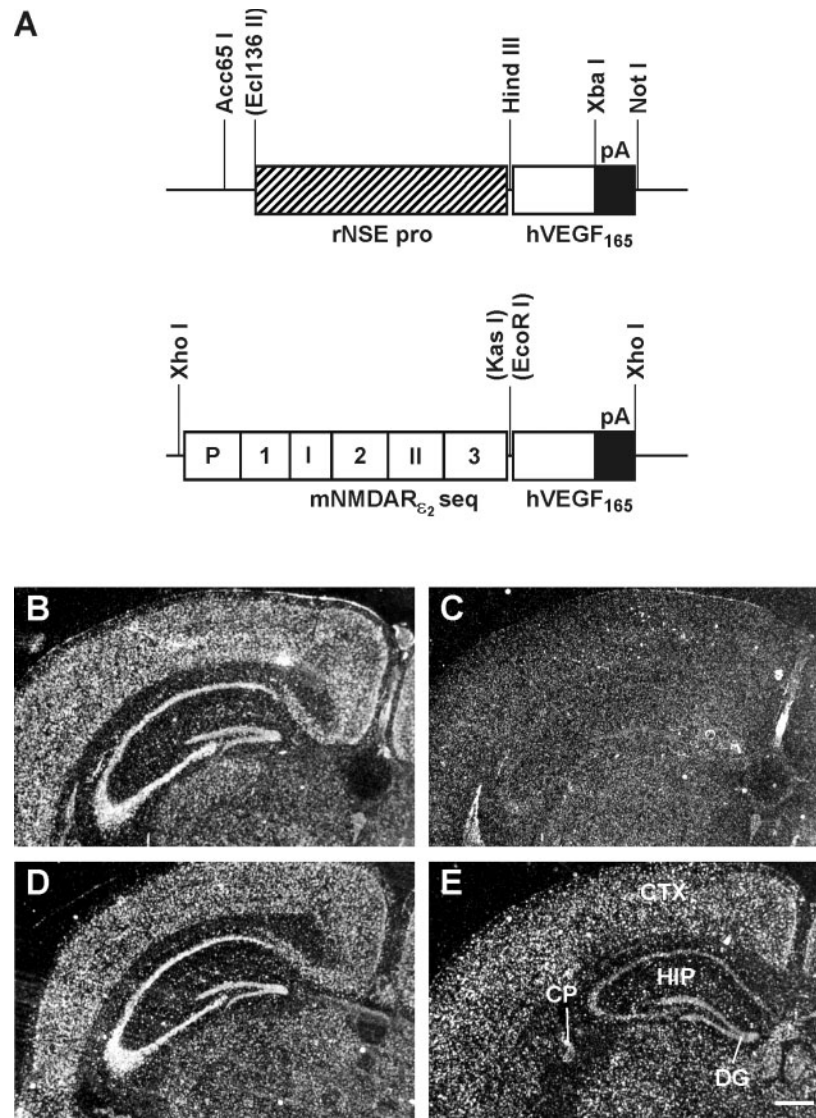 A
Acc65 I
(Ecl136 II)
Hind III
Xba I
Not I
pA
rNSE pro
hVEGF165
Xho I
(Kas I)
(EcoR I)
Xho I
pA
P 1 I 2 II 3
mNMDARε2 seq
hVEGF165
B
C
D
E
CTX
HIP
CP
DG